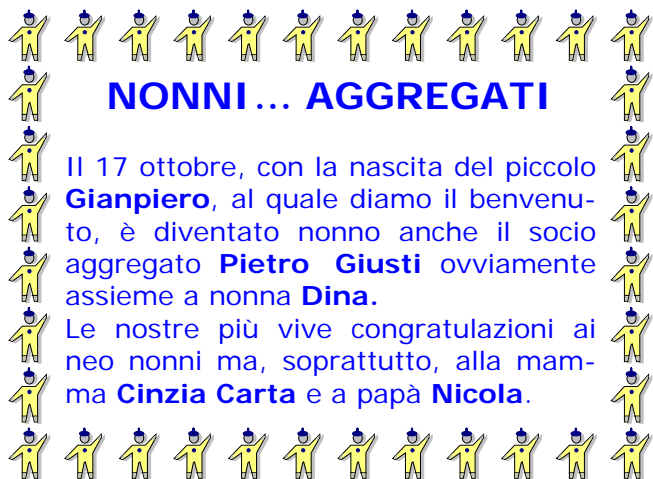 NONNI... AGGREGATI
Il 17 ottobre, con la nascita del piccolo
Gianpiero, al quale diamo il benvenu-
to, è diventato nonno anche il socio
aggregato Pietro Giusti ovviamente
assieme a nonna Dina.
Le nostre più vive congratulazioni ai
neo nonni ma, soprattutto, alla mam-
ma Cinzia Carta e a papà Nicola.